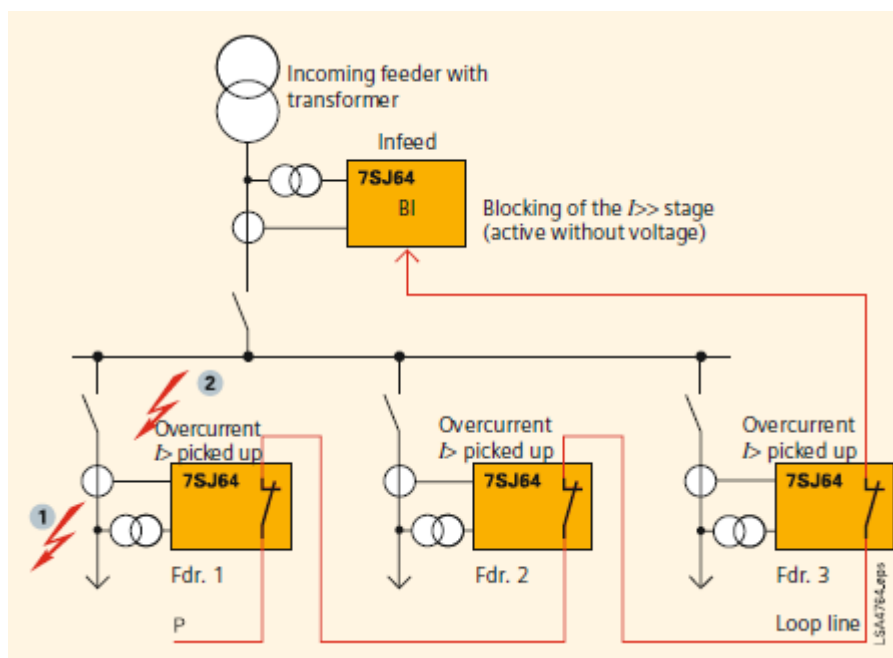 Incoming feeder with
transformer
Infeed
7SJ64
BI
Blocking of the I>> stage
(active without voltage)
2
Overcurrent
I> picked up
7SJ64
Overcurrent
I> picked up
7SJ64
Overcurrent
I> picked up
7SJ64
1
Fdr. 1
Fdr. 2
Fdr. 3
P
Loop line
LSA4764.eps